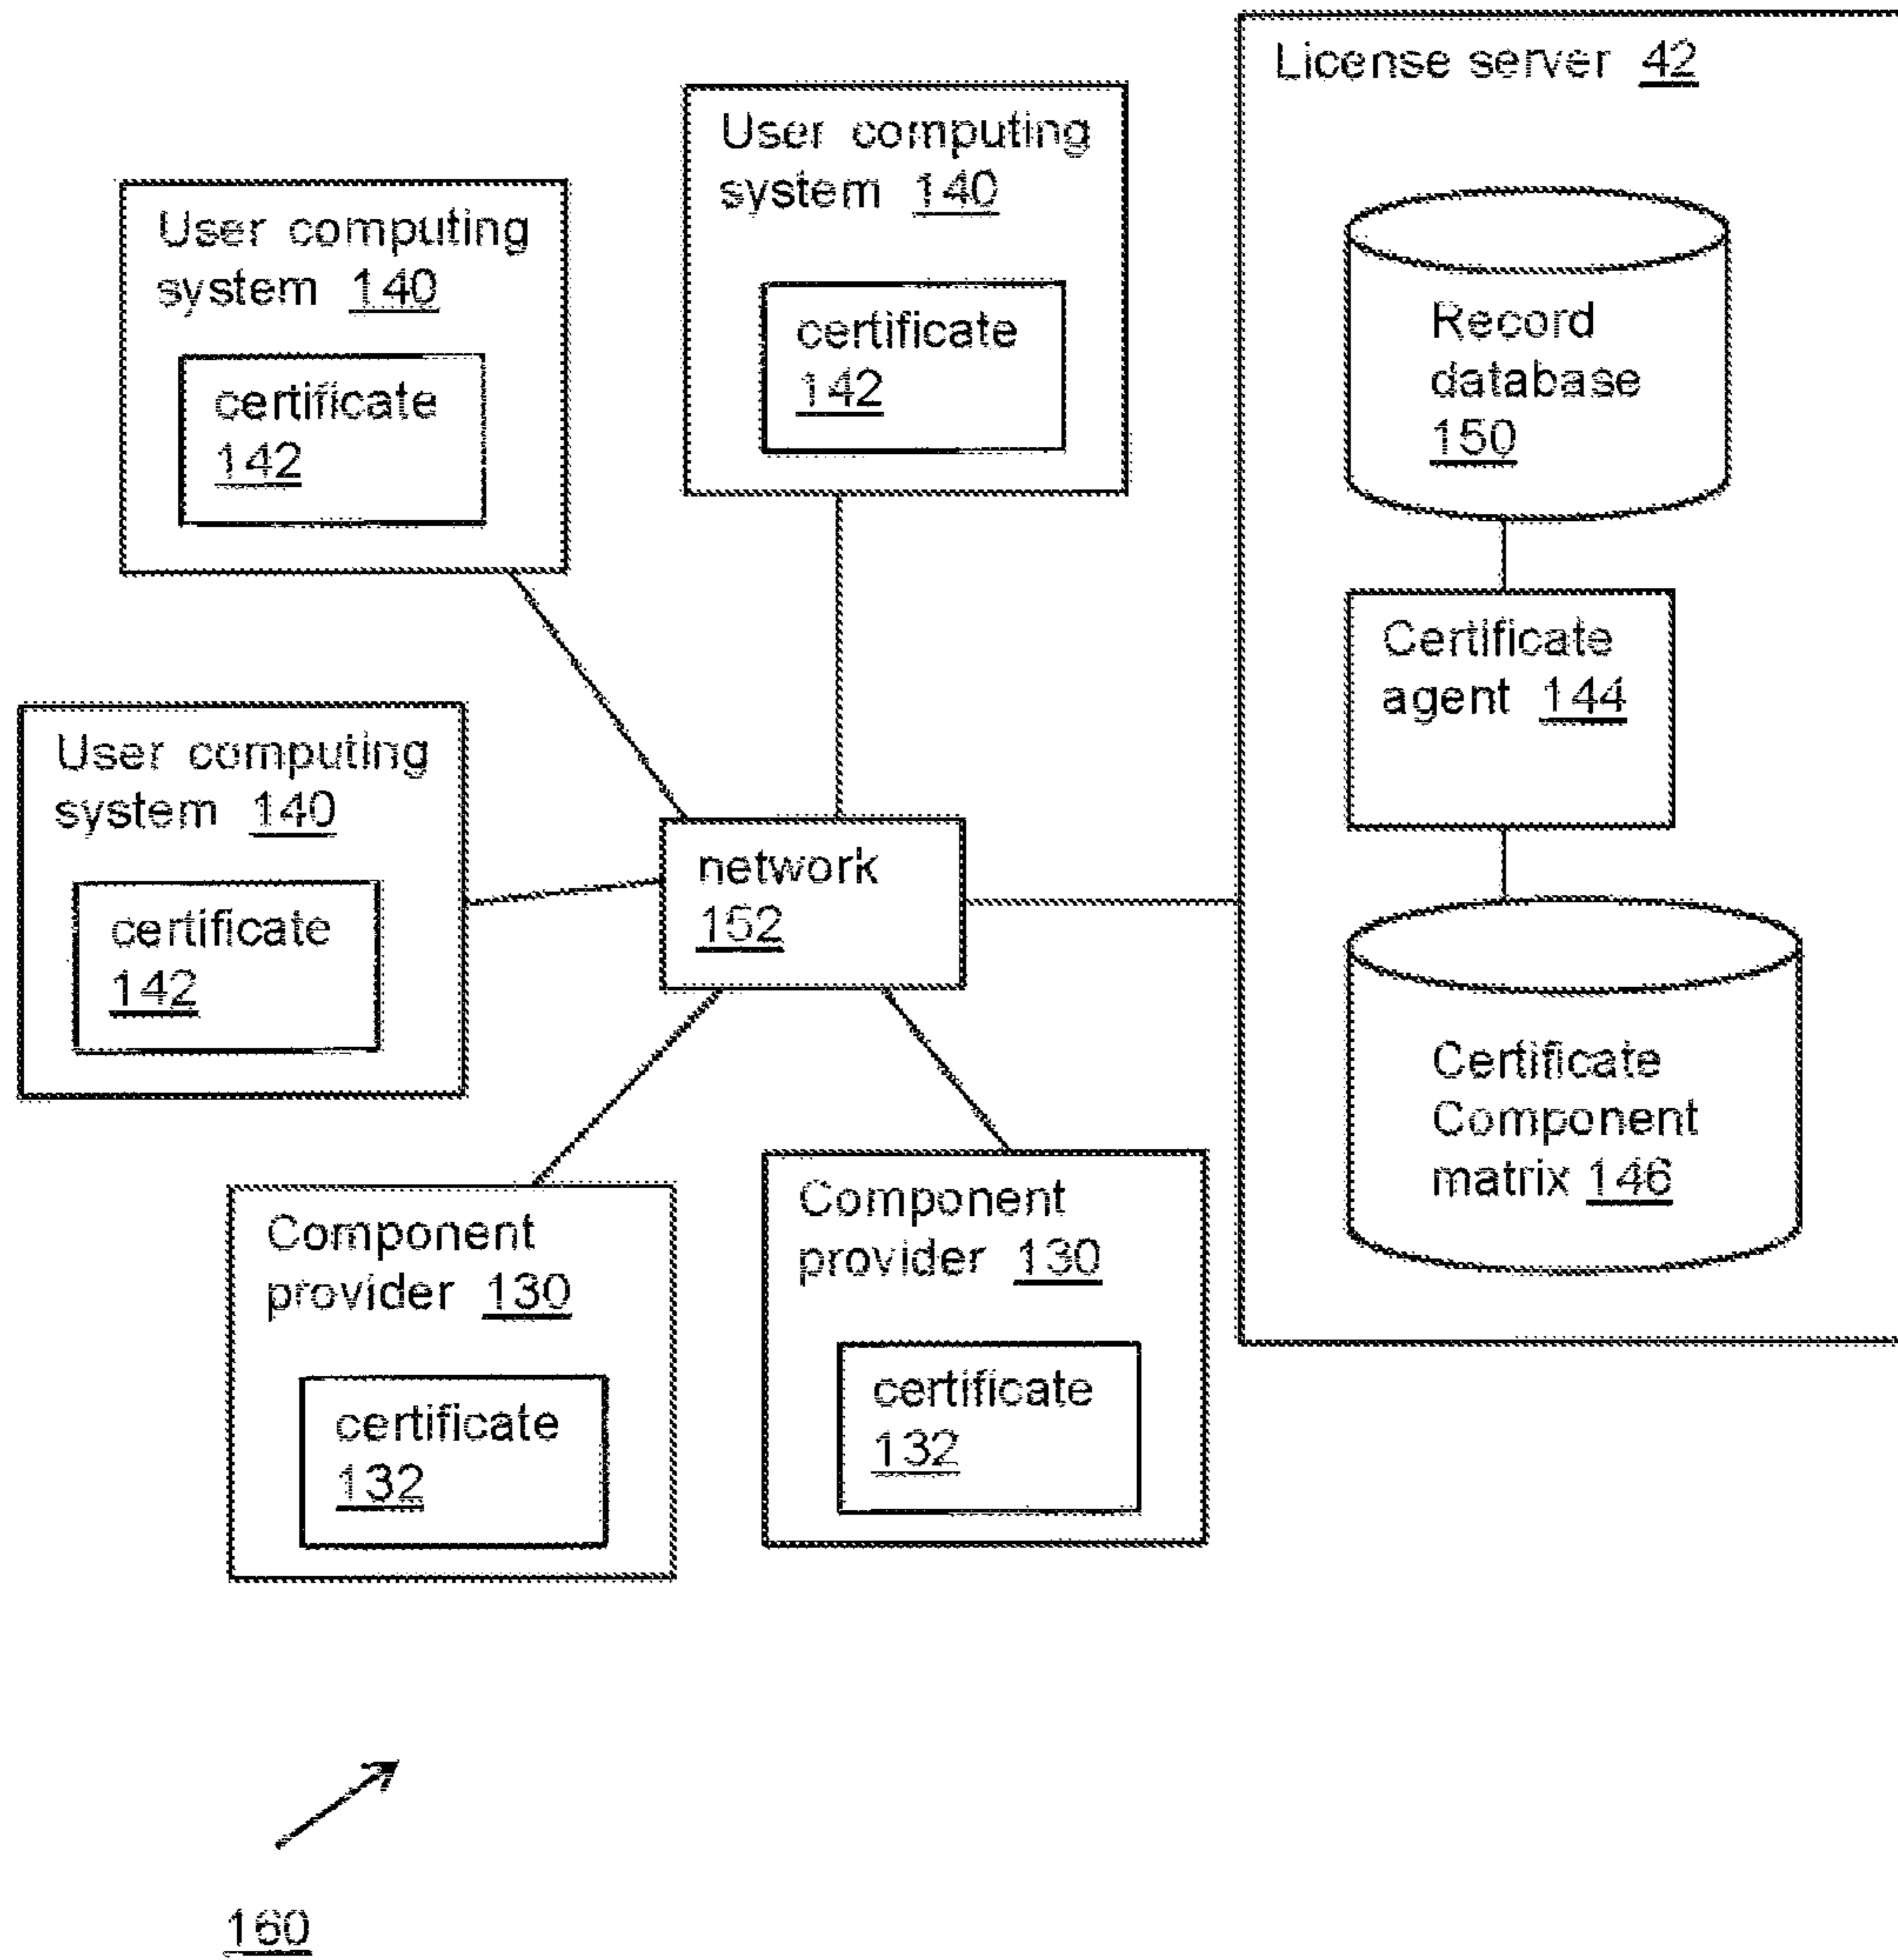 License server 42
User computing
system 140
certificate
142
User computing
system 140
certificate
142
Record
database
150
Certificate
agent 144
User computing
system 140
certificate
142
network
152
Certificate
Component
matrix 146
Component
provider 130
certificate
132
Component
provider 130
certificate
132
160